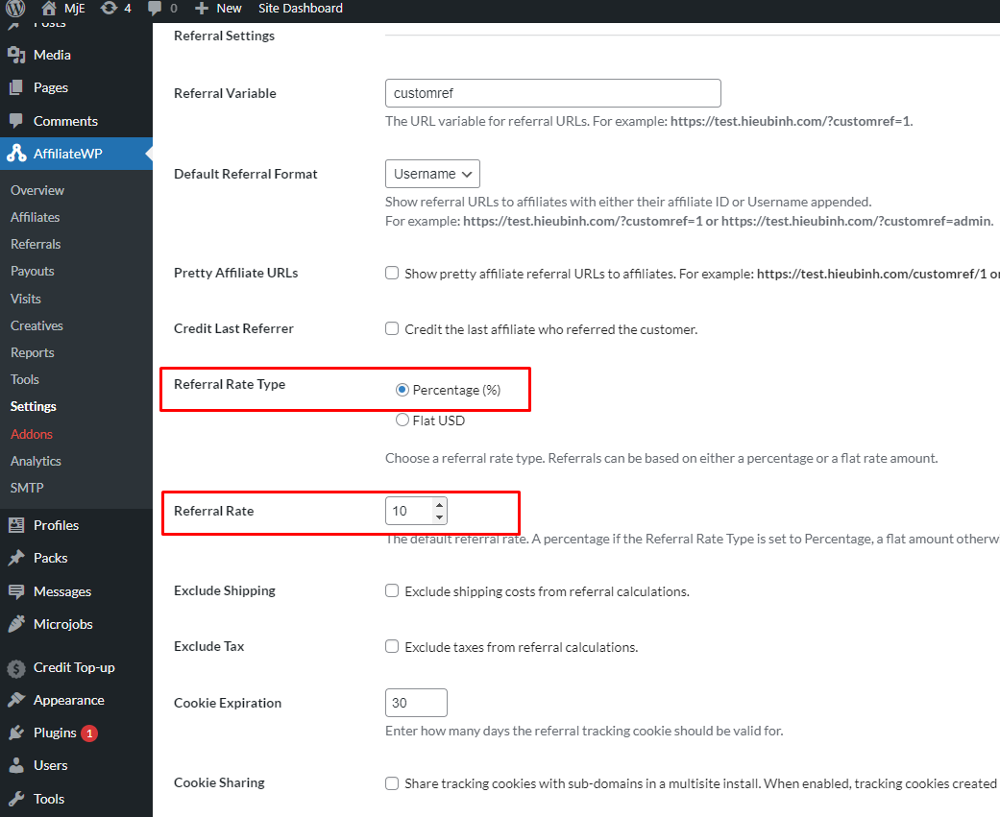 MjE
4
0
New
Site Dashboard
Posts
Media
Pages
Comments
AffiliateWP
Overview
Affiliates
Referrals
Payouts
Visits
Creatives
Reports
Tools
Settings
Addons
Analytics
SMTP
Profiles
Packs
Messages
Microjobs
Credit Top-up
Appearance
Plugins 1
Users
Tools
Referral Settings
Referral Variable
customref
The URL variable for referral URLs. For example: https://test.hieubinh.com/?customref=1.
Default Referral Format
Username
Show referral URLs to affiliates with either their affiliate ID or Username appended.
For example: https://test.hieubinh.com/?customref=1 or https://test.hieubinh.com/?customref=admin.
Pretty Affiliate URLs
Show pretty affiliate referral URLs to affiliates. For example: https://test.hieubinh.com/customref/1 or
Credit Last Referrer
Credit the last affiliate who referred the customer.
Referral Rate Type
Percentage (%)
Flat USD
Choose a referral rate type. Referrals can be based on either a percentage or a flat rate amount.
Referral Rate
10
The default referral rate. A percentage if the Referral Rate Type is set to Percentage, a flat amount otherw
Exclude Shipping
Exclude shipping costs from referral calculations.
Exclude Tax
Exclude taxes from referral calculations.
Cookie Expiration
30
Enter how many days the referral tracking cookie should be valid for.
Cookie Sharing
Share tracking cookies with sub-domains in a multisite install. When enabled, tracking cookies created